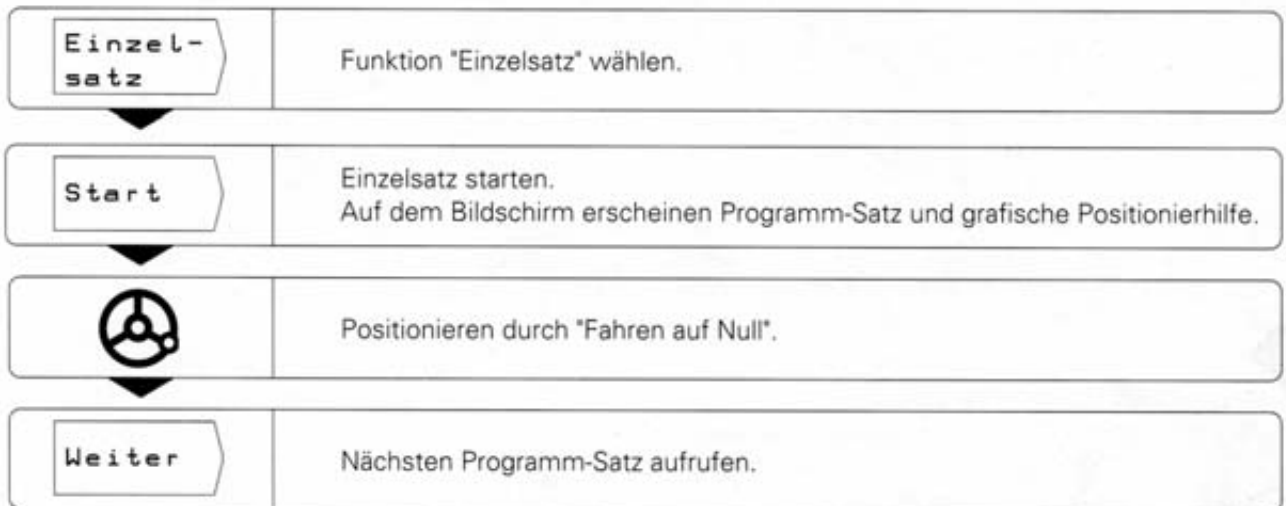 Einzel-
satz
Funktion "Einzelsatz" wählen.
Start
Einzelsatz starten.
Auf dem Bildschirm erscheinen Programm-Satz und grafische Positionierhilfe.
Positionieren durch "Fahren auf Null".
Weiter
Nächsten Programm-Satz aufrufen.